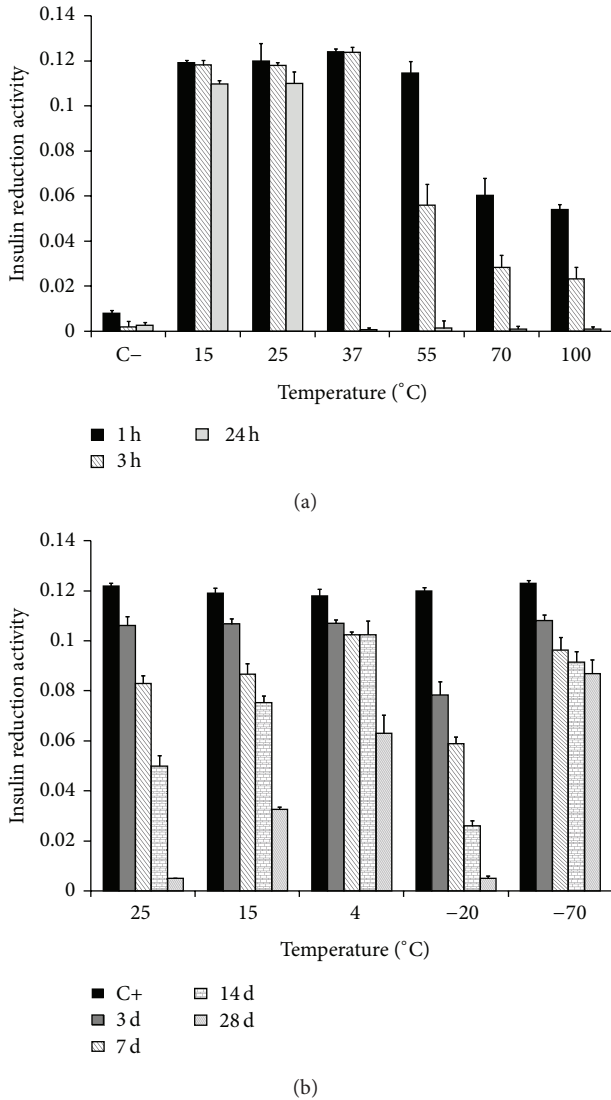 0.14
0.12
0.1
0.08
0.06
0.04
0.02
0
Insulin reduction activity
C− 15 25 37 55 70 100
Temperature (°C)
1 h 24 h
3 h
(a)
0.14
0.12
0.1
0.08
0.06
0.04
0.02
0
Insulin reduction activity
25 15 4 −20 −70
Temperature (°C)
C+ 14 d
3 d 28 d
7 d
(b)